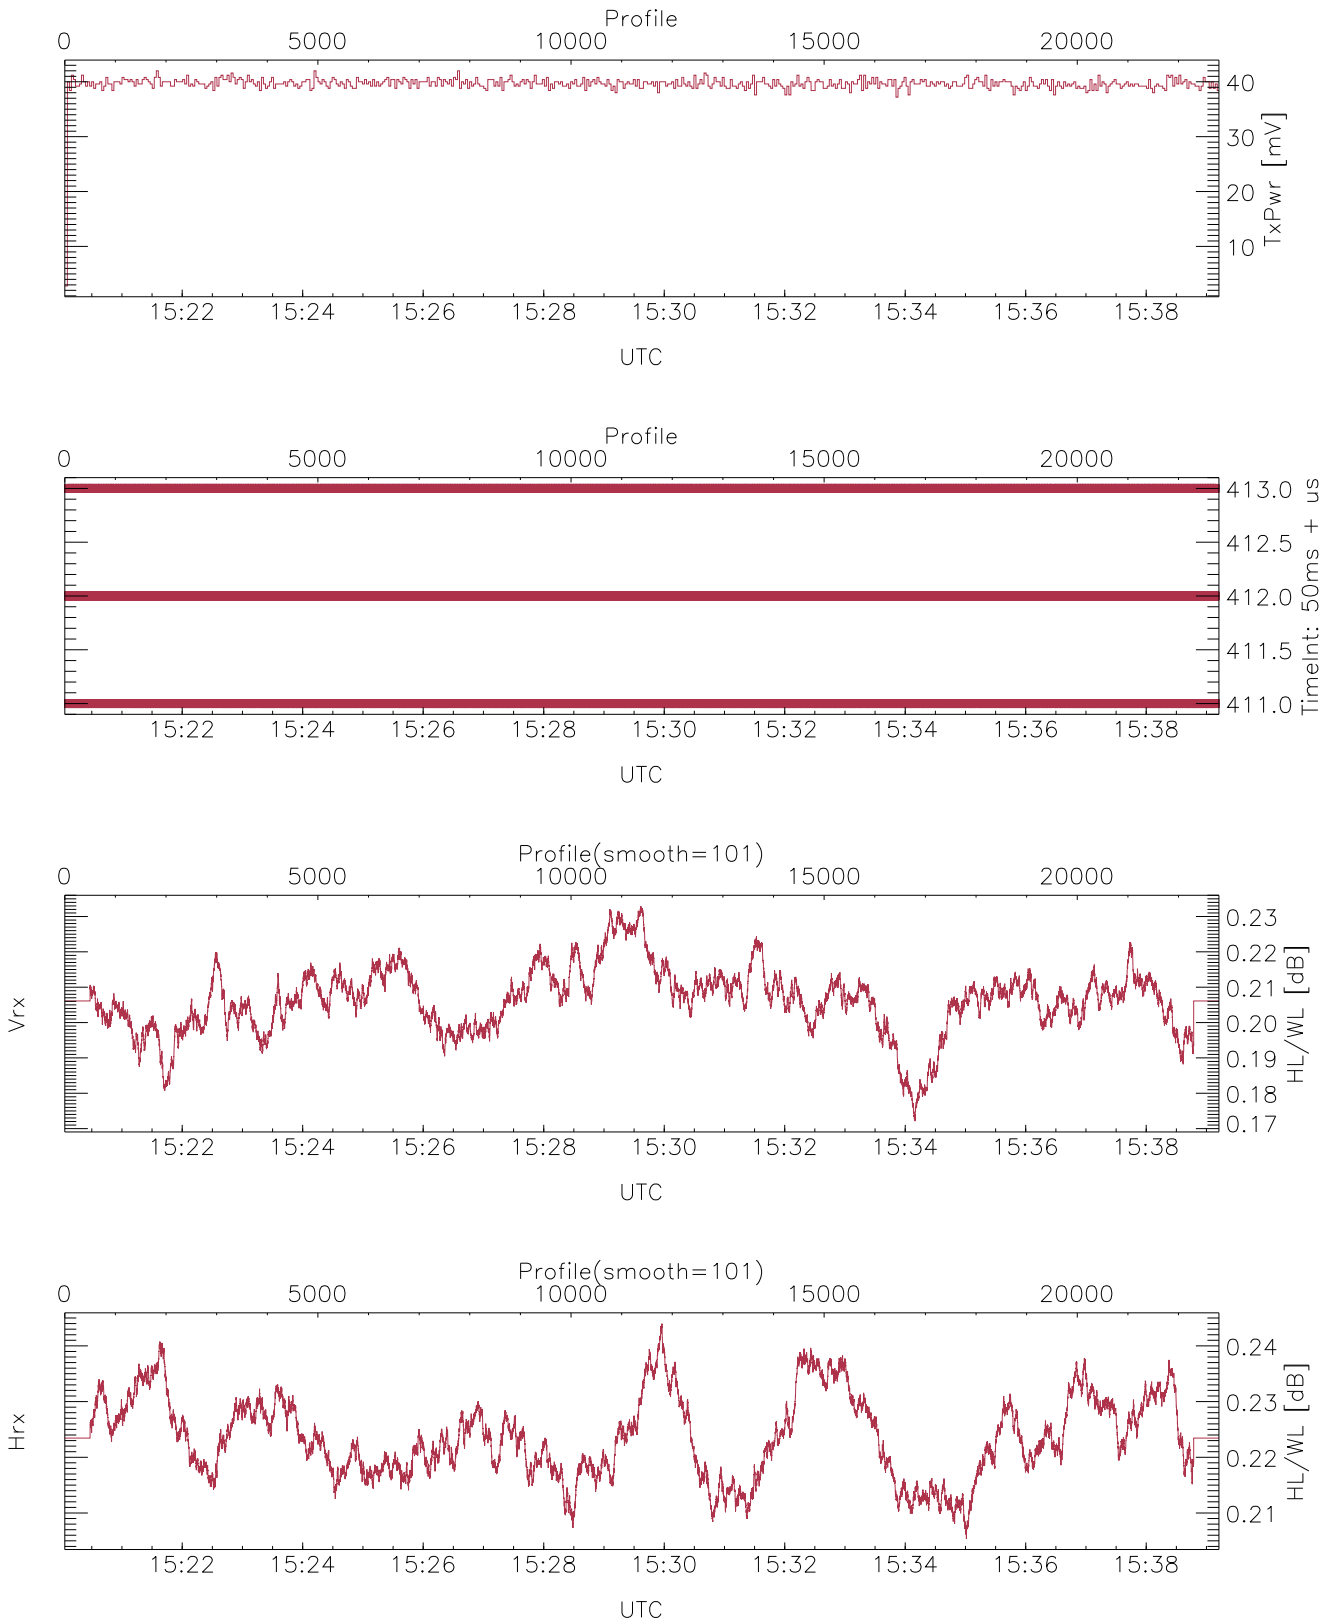 Profile
0 5000 10000 15000 20000
40
30
20
10
TxPwr [mV]
15:22 15:24 15:26 15:28 15:30 15:32 15:34 15:36 15:38
UTC
Profile
0 5000 10000 15000 20000
413.0
412.5
412.0
411.5
411.0
TimeInt: 50ms + us
15:22 15:24 15:26 15:28 15:30 15:32 15:34 15:36 15:38
UTC
Profile(smooth=101)
0 5000 10000 15000 20000
Vrx
0.23
0.22
0.21
0.20
0.19
0.18
0.17
HL/WL [dB]
15:22 15:24 15:26 15:28 15:30 15:32 15:34 15:36 15:38
UTC
Profile(smooth=101)
0 5000 10000 15000 20000
Hrx
0.24
0.23
0.22
0.21
HL/WL [dB]
15:22 15:24 15:26 15:28 15:30 15:32 15:34 15:36 15:38
UTC